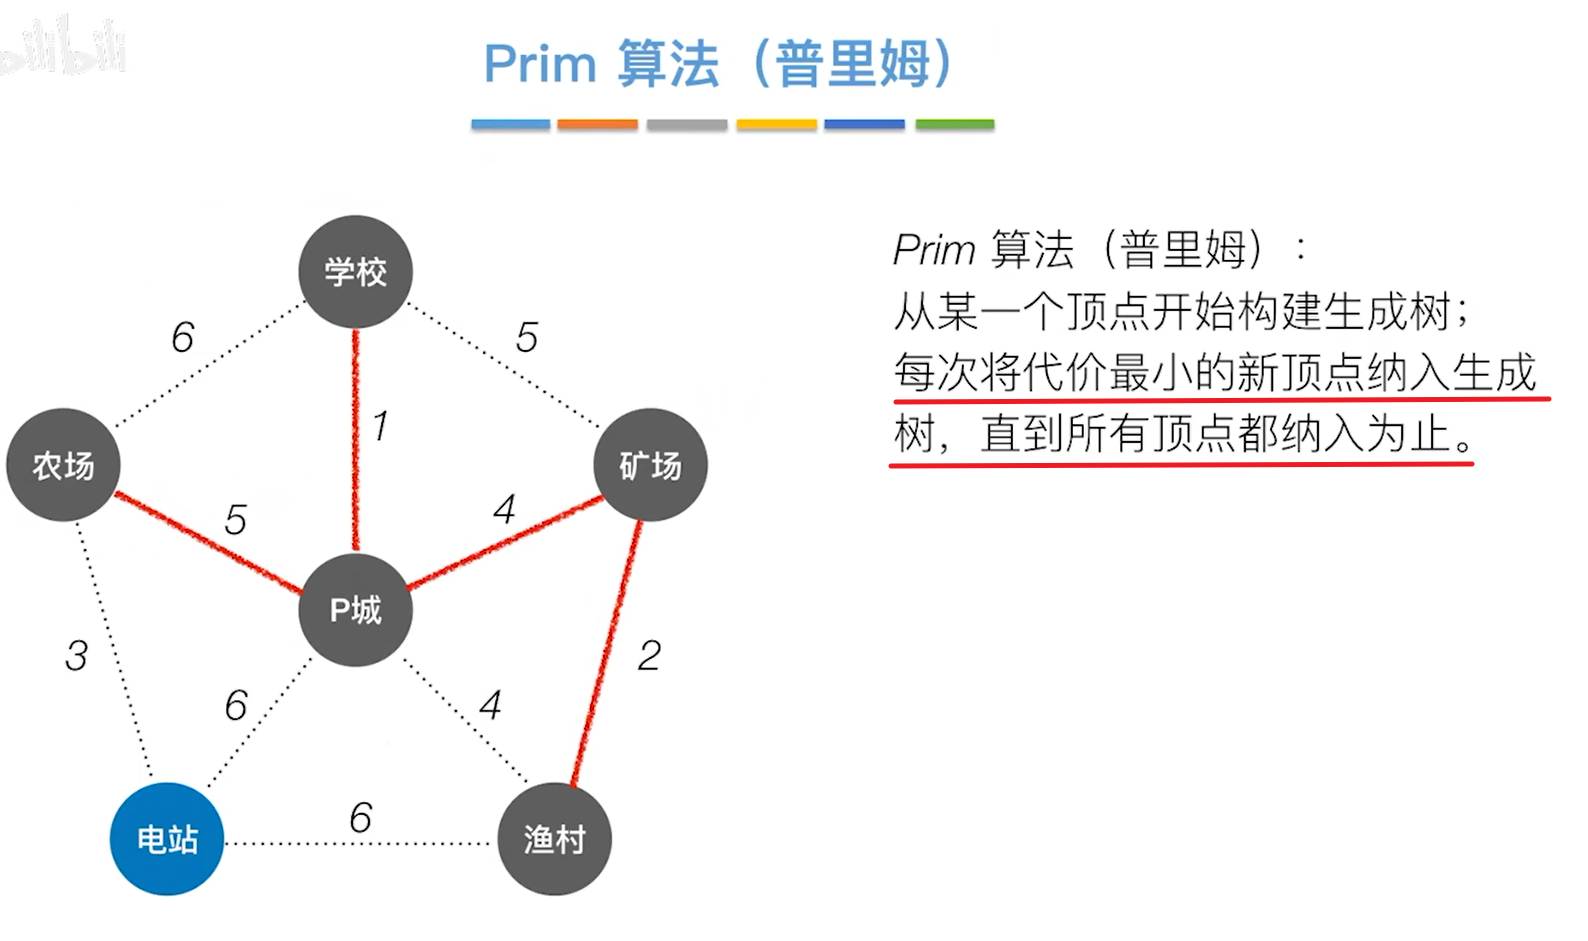 bilibili
Prim 算法（普里姆）
Prim 算法（普里姆）：
从某一个顶点开始构建生成树；
每次将代价最小的新顶点纳入生成
树，直到所有顶点都纳入为止。
学校
6
5
1
农场
矿场
5
4
P城
3
2
6
4
电站
6
渔村